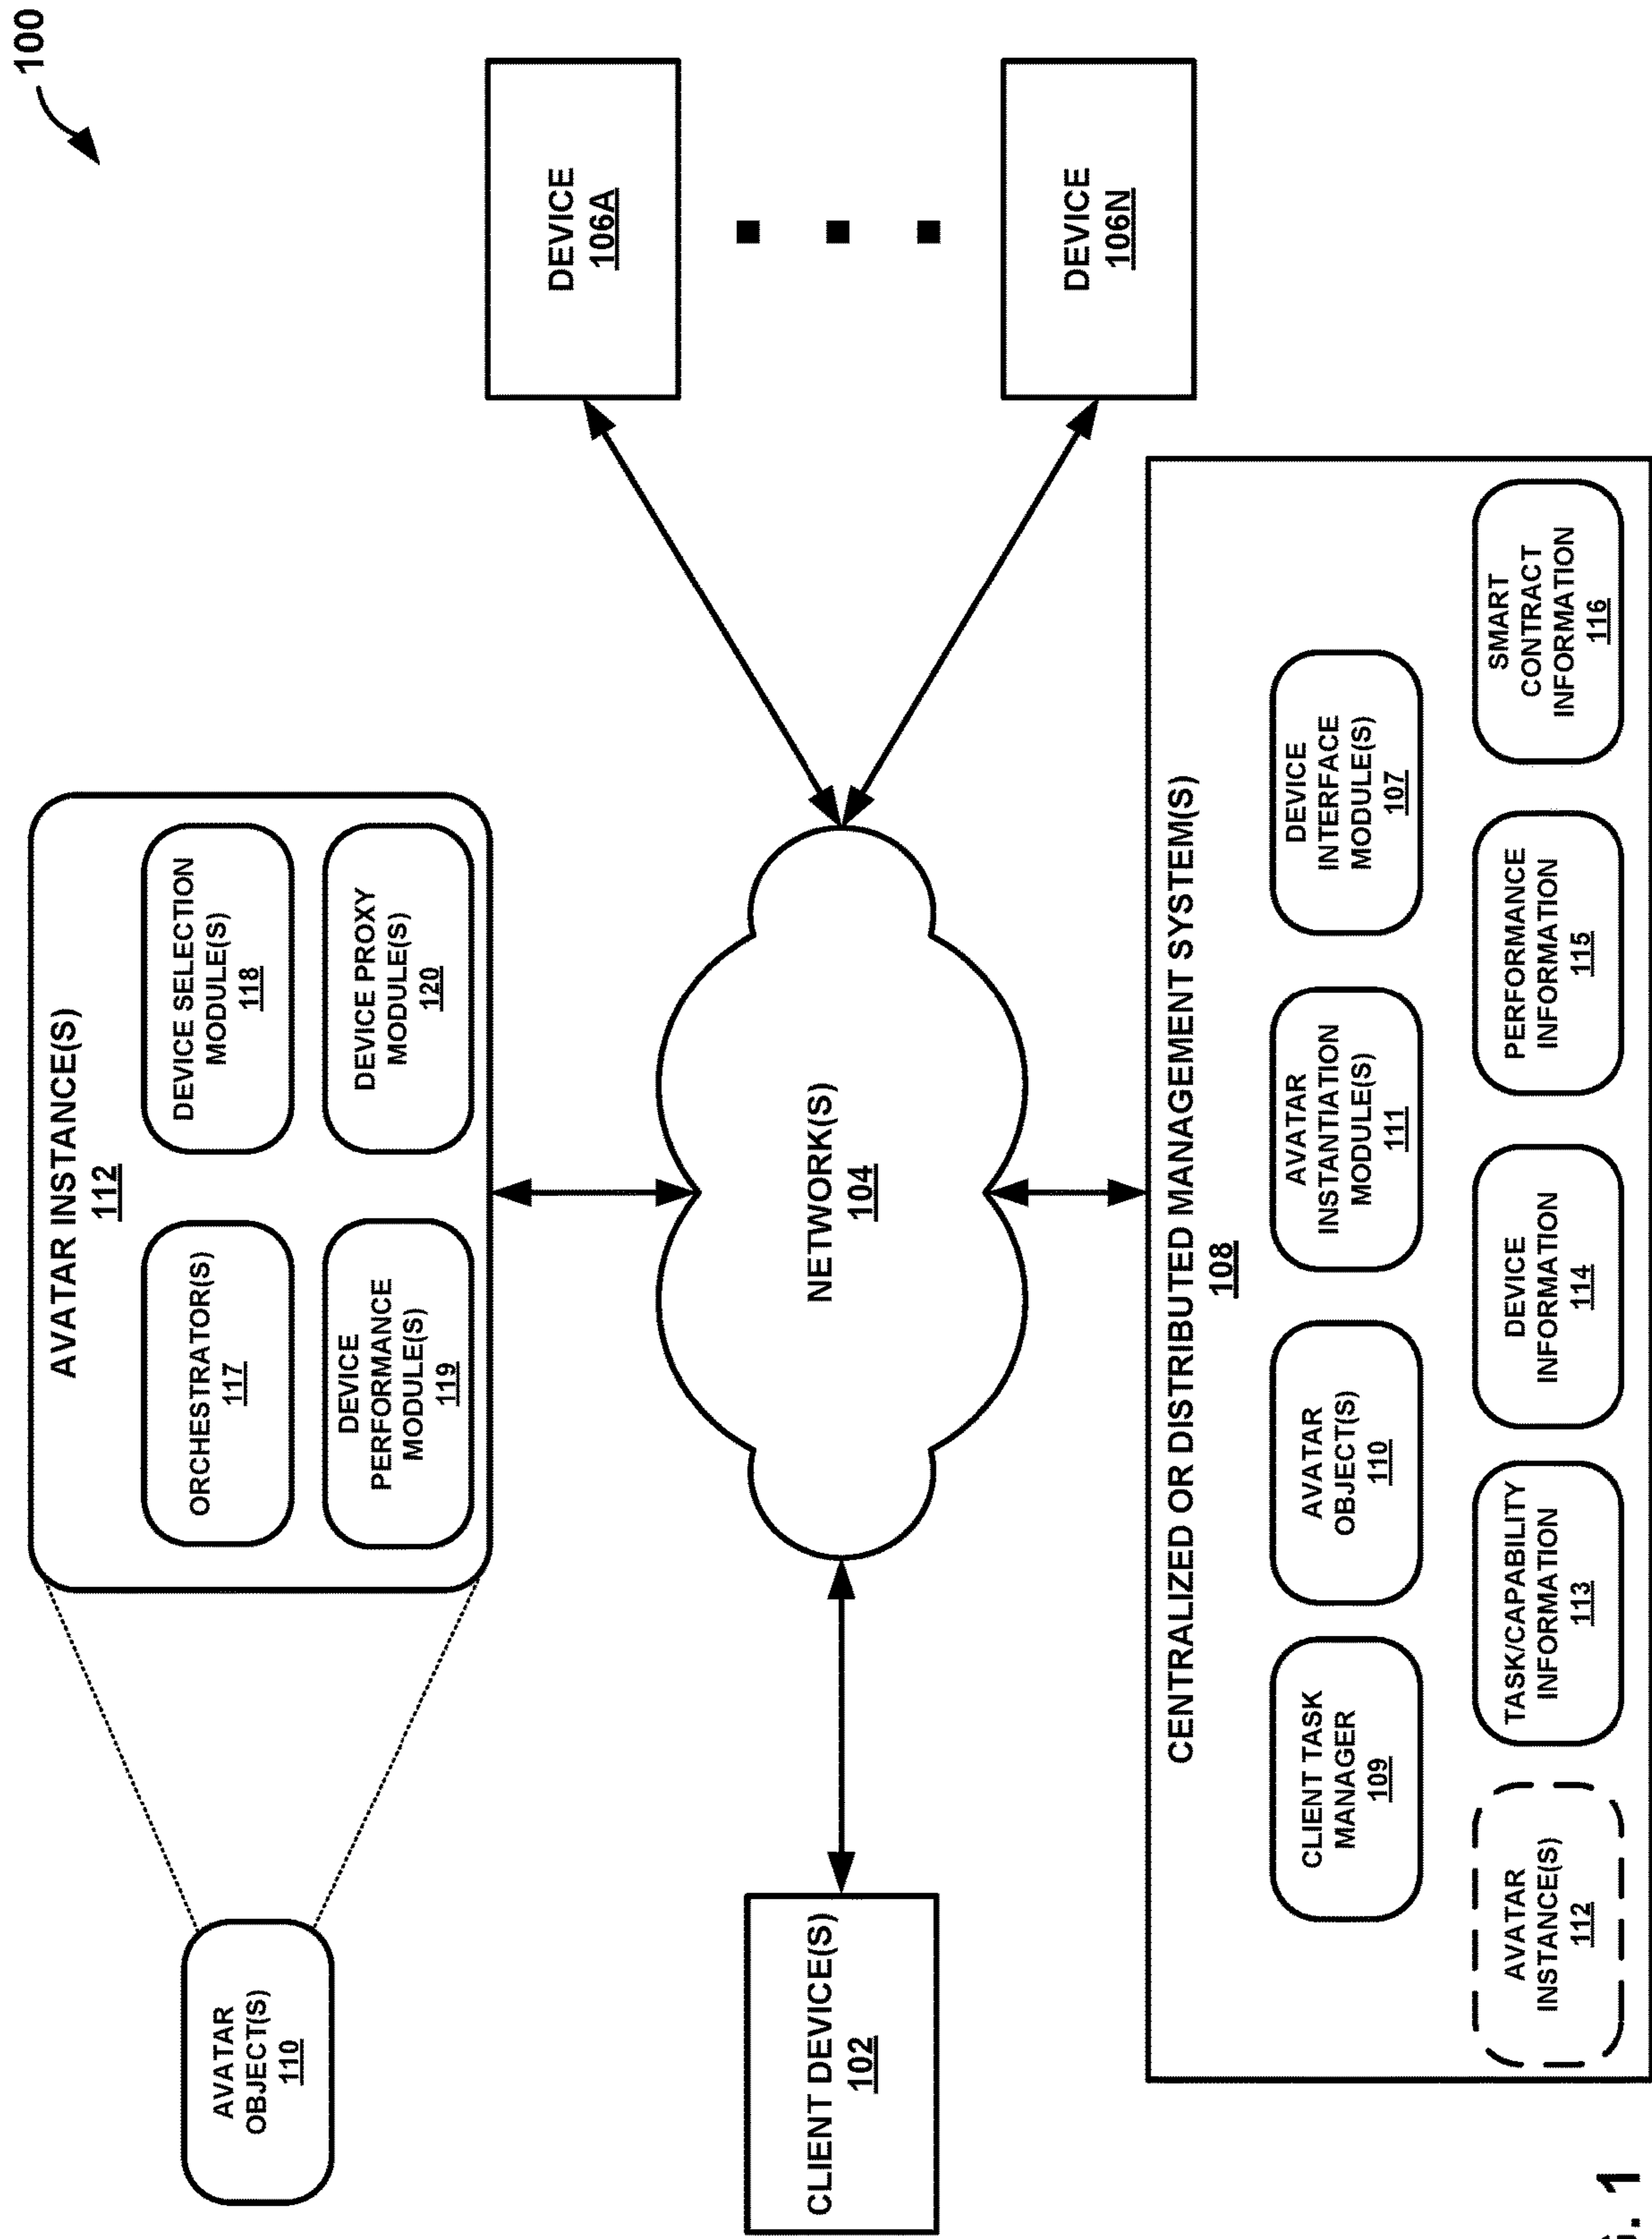 100
AVATAR INSTANCE(S)
112
ORCHESTRATOR(S)
117
DEVICE SELECTION
MODULE(S)
118
DEVICE
PERFORMANCE
MODULE(S)
119
DEVICE PROXY
MODULE(S)
120
AVATAR
OBJECT(S)
110
DEVICE
106A
DEVICE
106N
NETWORK(S)
104
CLIENT DEVICE(S)
102
CENTRALIZED OR DISTRIBUTED MANAGEMENT SYSTEM(S)
108
CLIENT TASK
MANAGER
109
AVATAR
OBJECT(S)
110
AVATAR
INSTANTIATION
MODULE(S)
111
DEVICE
INTERFACE
MODULE(S)
107
AVATAR
INSTANCE(S)
112
TASK/CAPABILITY
INFORMATION
113
DEVICE
INFORMATION
114
PERFORMANCE
INFORMATION
115
SMART
CONTRACT
INFORMATION
116
. 1